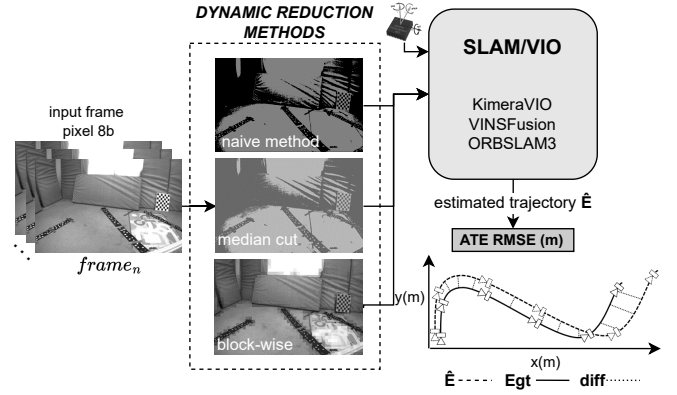 DYNAMIC REDUCTION
METHODS
input frame
pixel 8b
frame_n
naive method
median cut
block-wise
SLAM/VIO
KimeraVIO
VINSFusion
ORBSLAM3
estimated trajectory Ê
ATE RMSE (m)
y(m)
x(m)
Ê Egt diff